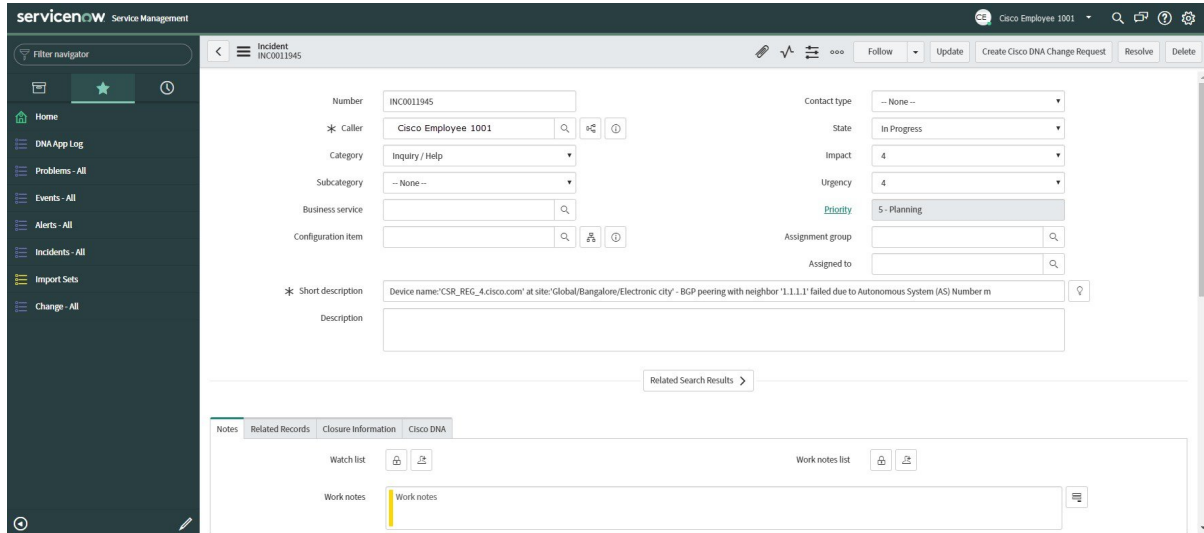 servicenow Service Management
CE Cisco Employee 1001
Filter navigator
Home
DNA App Log
Problems - All
Events - All
Alerts - All
Incidents - All
Import Sets
Change - All
Incident
INC0011945
Follow
Update
Create Cisco DNA Change Request
Resolve
Delete
Number INC0011945
Caller Cisco Employee 1001
Category Inquiry / Help
Subcategory -- None --
Business service
Configuration item
Contact type -- None --
State In Progress
Impact 4
Urgency 4
Priority 5 - Planning
Assignment group
Assigned to
Short description Device name:'CSR_REG_4.cisco.com' at site:'Global/Bangalore/Electronic city' - BGP peering with neighbor '1.1.1.1' failed due to Autonomous System (AS) Number m
Description
Related Search Results
Notes Related Records Closure Information Cisco DNA
Watch list
Work notes list
Work notes Work notes